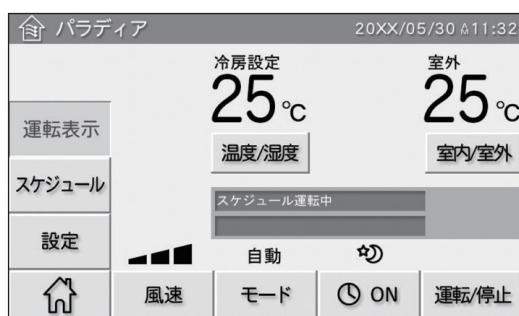 パラディア 20XX/05/30 11:32
冷房設定 室外
25℃ 25℃
運転表示
温度/湿度 室内/室外
スケジュール
スケジュール運転中
設定
自動
風速 モード ON 運転/停止